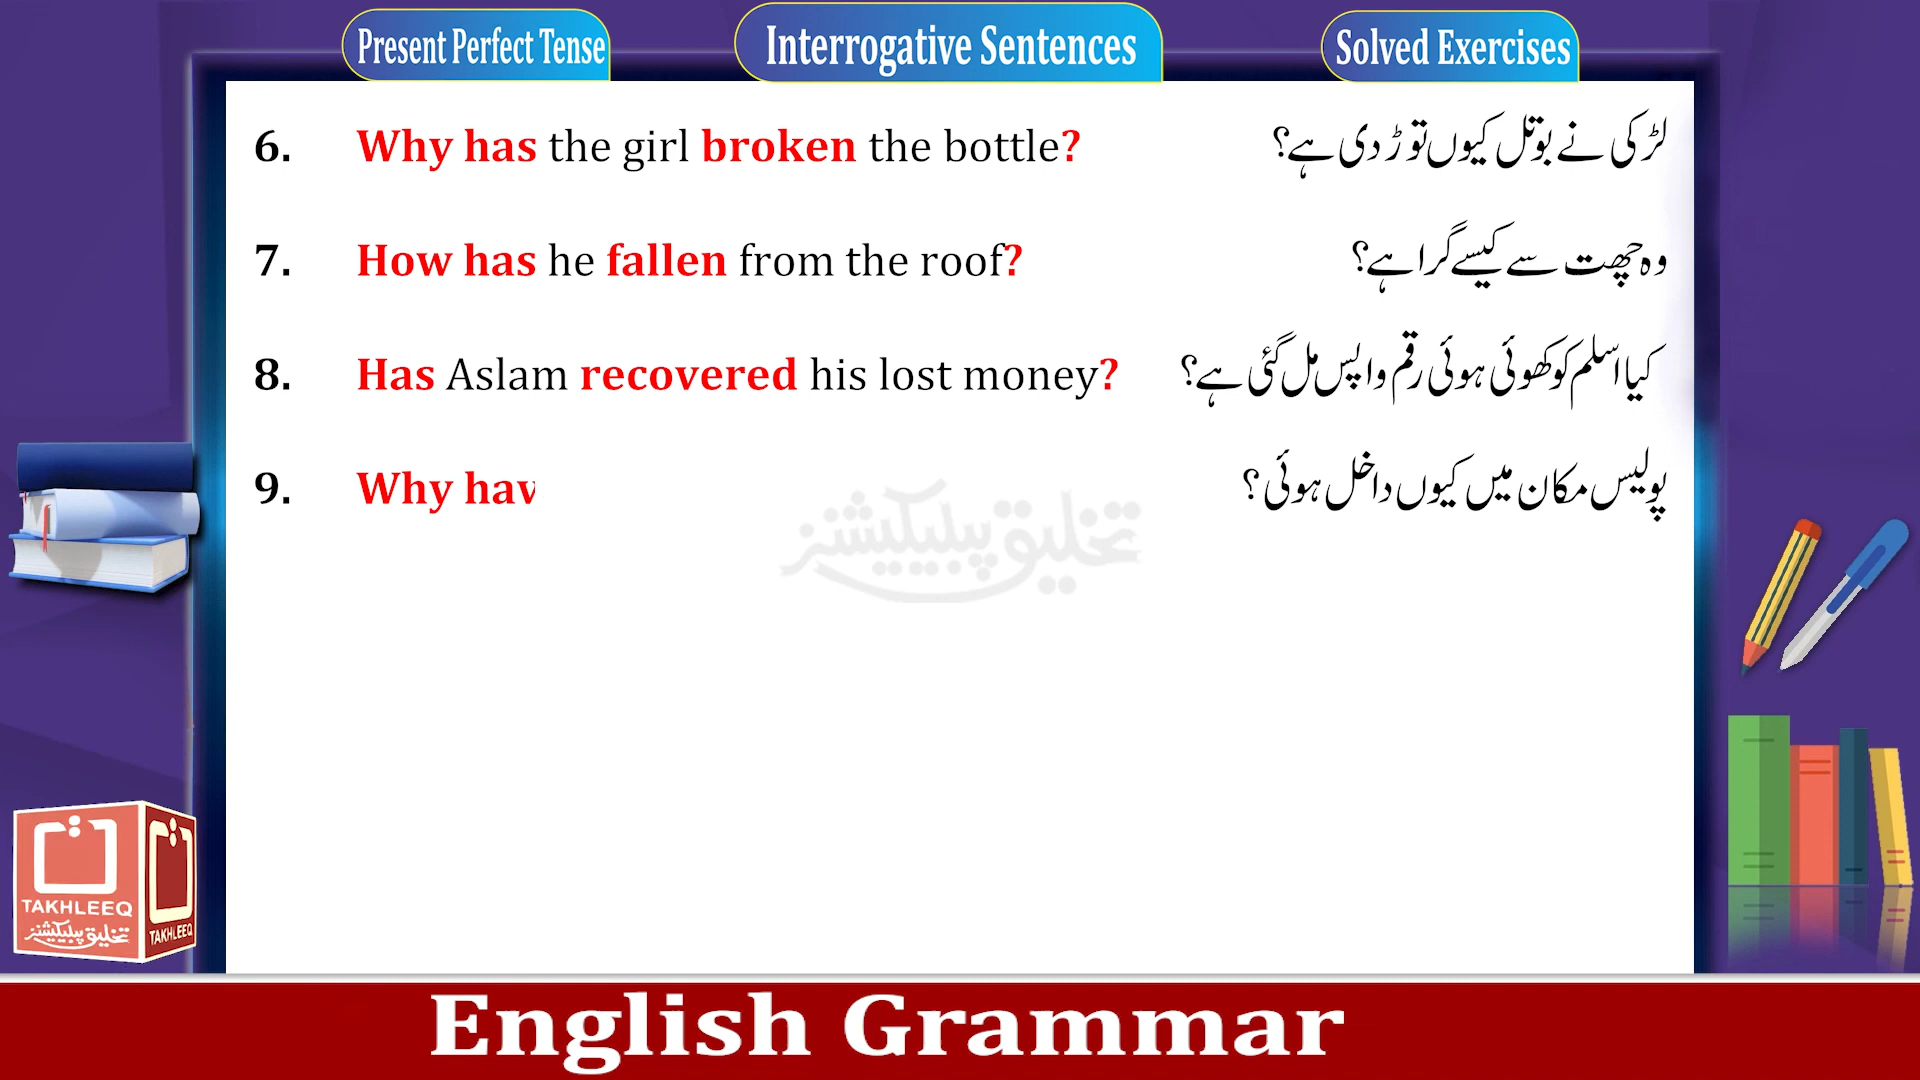 Present Perfect Tense
Interrogative Sentences
Solved Exercises
6. Why has the girl broken the bottle? لڑکی نے بوتل کیوں توڑ دی ہے؟
7. How has he fallen from the roof? وہ چھت سے کیسے گرا ہے؟
8. Has Aslam recovered his lost money? کیا اسلم کو کھوئی ہوئی رقم واپس مل گئی ہے؟
9. Why hav پولیس مکان میں کیوں داخل ہوئی ؟
تخلیق پبلیکیشنز
TAKHLEEQ
تخلیق پبلیکیشنز
TAKHLEEQ
English Grammar